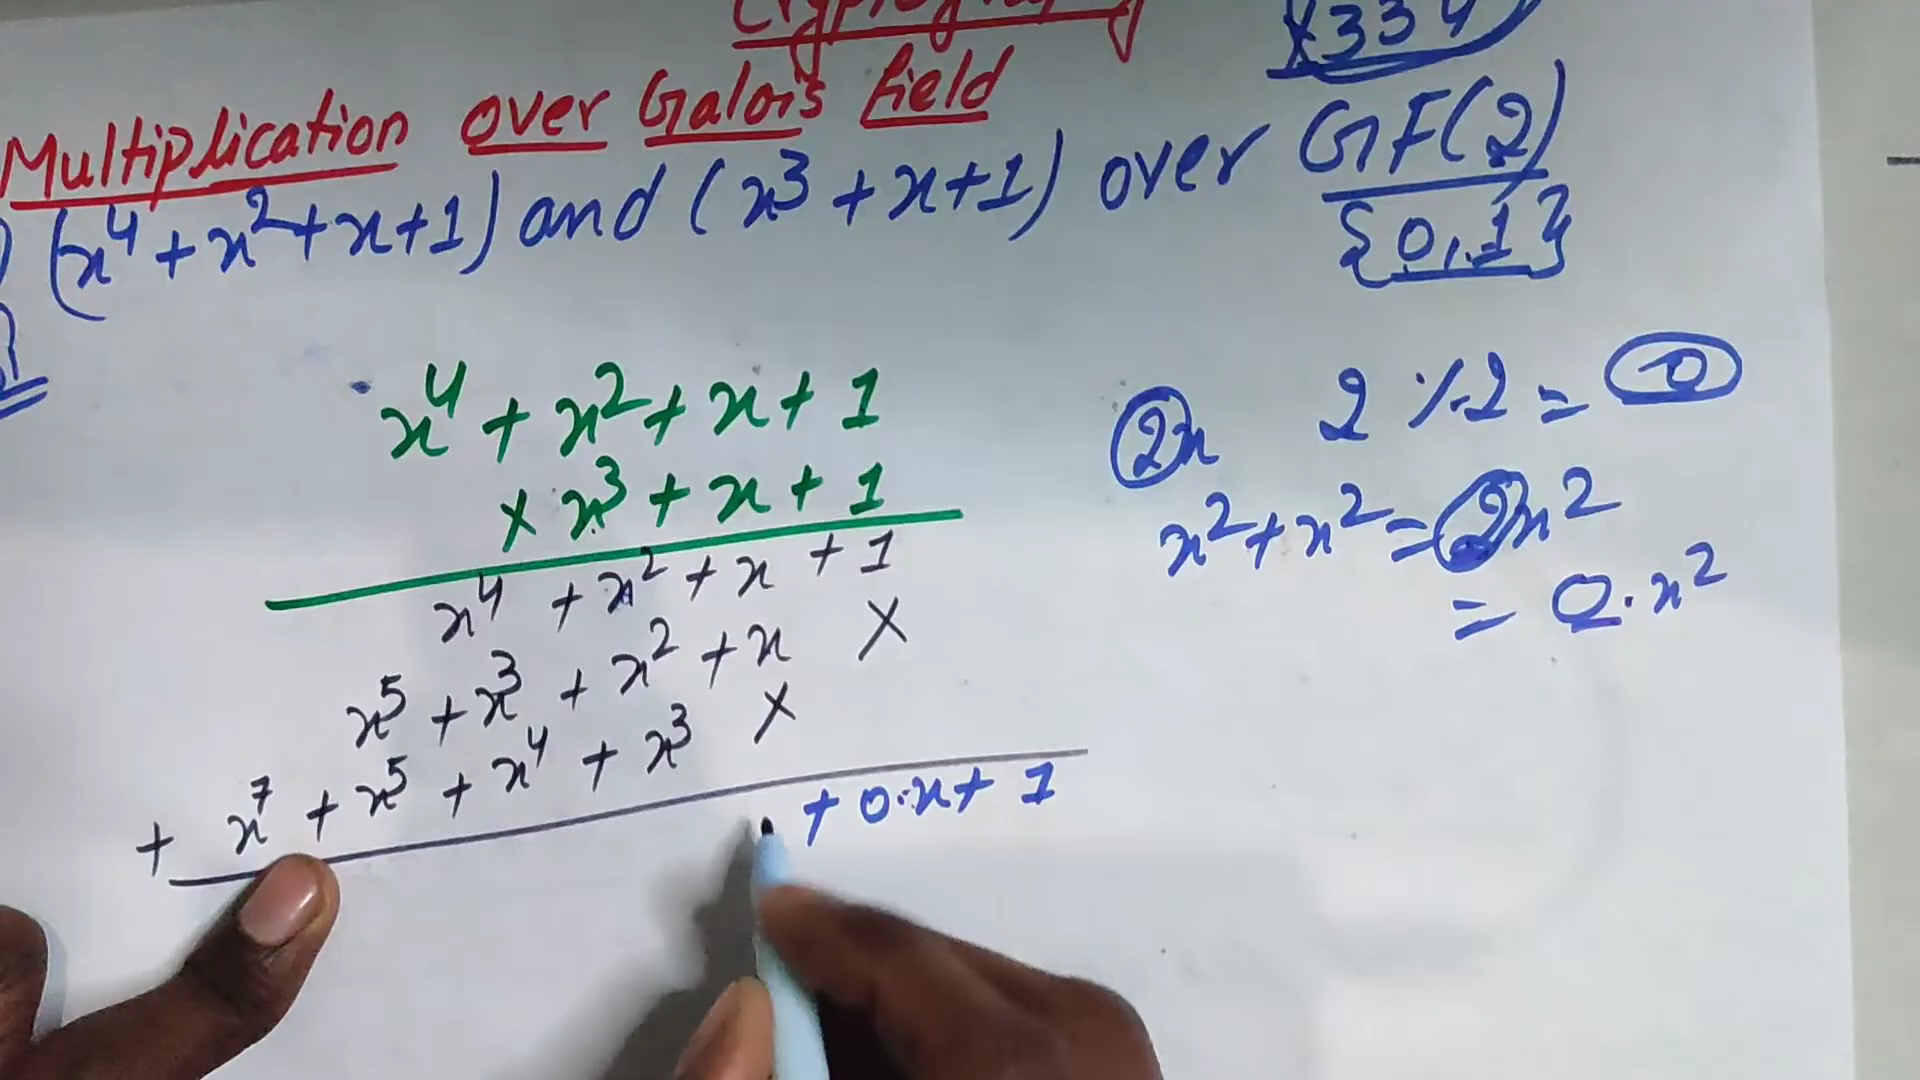 Cryptography
×334
Multiplication over Galois field
(x⁴ + x² + x + 1) and (x³ + x + 1) over GF(2)
{0,1}
x⁴ + x² + x + 1
× x³ + x + 1
x⁴ + x² + x + 1
x⁵ + x³ + x² + x ×
+ x⁷ + x⁵ + x⁴ + x³ ×
+ 0·x + 1
2x 2 % 2 = 0
x² + x² = 2x²
= 0·x²